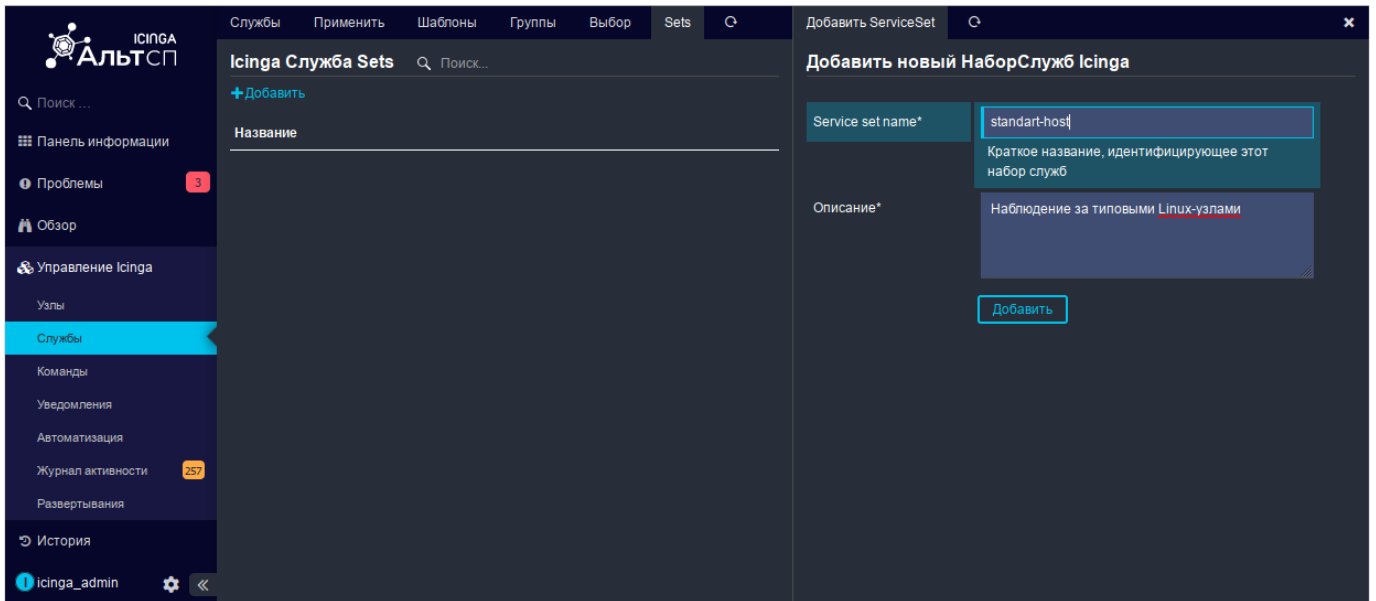 ICINGA
АЛЬТСП
Поиск ...
Панель информации
Проблемы 3
Обзор
Управление Icinga
Узлы
Службы
Команды
Уведомления
Автоматизация
Журнал активности 257
Развертывания
История
icinga_admin
Службы Применить Шаблоны Группы Выбор Sets
Icinga Служба Sets Поиск...
Добавить
Название
Добавить ServiceSet
Добавить новый НаборСлужб Icinga
Service set name* standart-host
Краткое название, идентифицирующее этот
набор служб
Описание* Наблюдение за типовыми Linux-узлами
Добавить